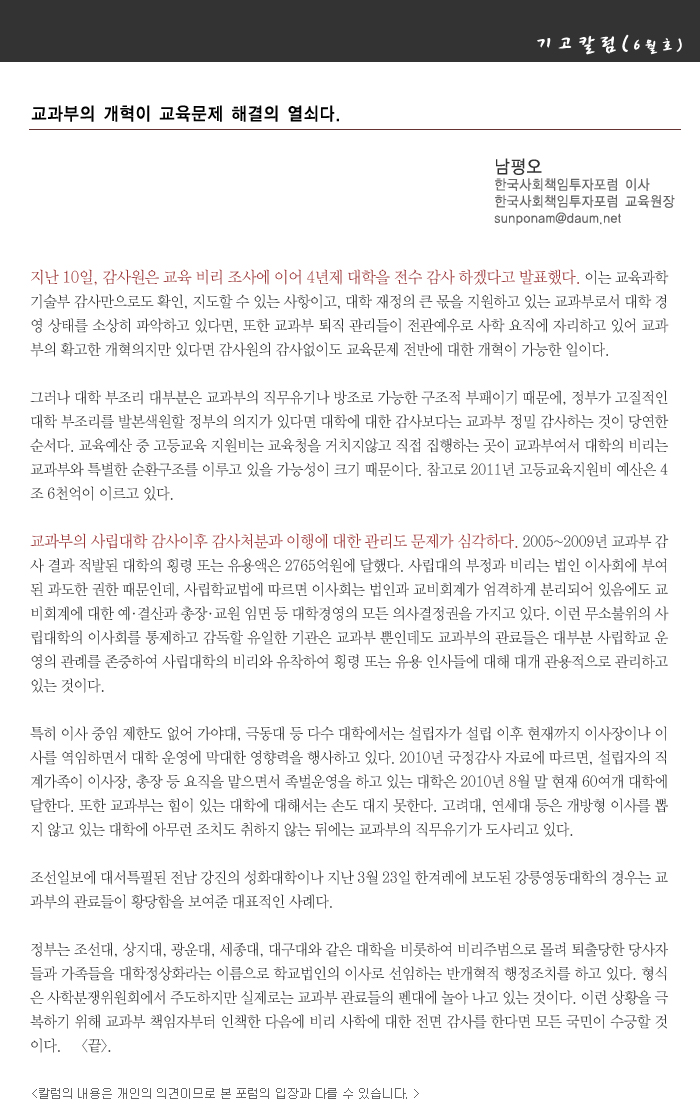 기고칼럼(6월호)
교과부의 개혁이 교육문제 해결의 열쇠다.
남평오
한국사회책임투자포럼 이사
한국사회책임투자포럼 교육원장
sunponam@daum.net
지난 10일, 감사원은 교육 비리 조사에 이어 4년제 대학을 전수 감사 하겠다고 발표했다. 이는 교육과학
기술부 감사만으로도 확인, 지도할 수 있는 사항이고, 대학 재정의 큰 몫을 지원하고 있는 교과부로서 대학 경
영 상태를 소상히 파악하고 있다면, 또한 교과부 퇴직 관리들이 전관예우로 사학 요직에 자리하고 있어 교과
부의 확고한 개혁의지만 있다면 감사원의 감사없이도 교육문제 전반에 대한 개혁이 가능한 일이다.
그러나 대학 부조리 대부분은 교과부의 직무유기나 방조로 가능한 구조적 부패이기 때문에, 정부가 고질적인
대학 부조리를 발본색원할 정부의 의지가 있다면 대학에 대한 감사보다는 교과부 정밀 감사하는 것이 당연한
순서다. 교육예산 중 고등교육 지원비는 교육청을 거치지않고 직접 집행하는 곳이 교과부여서 대학의 비리는
교과부와 특별한 순환구조를 이루고 있을 가능성이 크기 때문이다. 참고로 2011년 고등교육지원비 예산은 4
조 6천억이 이르고 있다.
교과부의 사립대학 감사이후 감사처분과 이행에 대한 관리도 문제가 심각하다. 2005~2009년 교과부 감
사 결과 적발된 대학의 횡령 또는 유용액은 2765억원에 달했다. 사립대의 부정과 비리는 법인 이사회에 부여
된 과도한 권한 때문인데, 사립학교법에 따르면 이사회는 법인과 교비회계가 엄격하게 분리되어 있음에도 교
비회계에 대한 예·결산과 총장·교원 임면 등 대학경영의 모든 의사결정권을 가지고 있다. 이런 무소불위의 사
립대학의 이사회를 통제하고 감독할 유일한 기관은 교과부 뿐인데도 교과부의 관료들은 대부분 사립학교 운
영의 관례를 존중하여 사립대학의 비리와 유착하여 횡령 또는 유용 인사들에 대해 대개 관용적으로 관리하고
있는 것이다.
특히 이사 중임 제한도 없어 가야대, 극동대 등 다수 대학에서는 설립자가 설립 이후 현재까지 이사장이나 이
사를 역임하면서 대학 운영에 막대한 영향력을 행사하고 있다. 2010년 국정감사 자료에 따르면, 설립자의 직
계가족이 이사장, 총장 등 요직을 맡으면서 족벌운영을 하고 있는 대학은 2010년 8월 말 현재 60여개 대학에
달한다. 또한 교과부는 힘이 있는 대학에 대해서는 손도 대지 못한다. 고려대, 연세대 등은 개방형 이사를 뽑
지 않고 있는 대학에 아무런 조치도 취하지 않는 뒤에는 교과부의 직무유기가 도사리고 있다.
조선일보에 대서특필된 전남 강진의 성화대학이나 지난 3월 23일 한겨레에 보도된 강릉영동대학의 경우는 교
과부의 관료들이 황당함을 보여준 대표적인 사례다.
정부는 조선대, 상지대, 광운대, 세종대, 대구대와 같은 대학을 비롯하여 비리주범으로 몰려 퇴출당한 당사자
들과 가족들을 대학정상화라는 이름으로 학교법인의 이사로 선임하는 반개혁적 행정조치를 하고 있다. 형식
은 사학분쟁위원회에서 주도하지만 실제로는 교과부 관료들의 펜대에 놀아 나고 있는 것이다. 이런 상황을 극
복하기 위해 교과부 책임자부터 인책한 다음에 비리 사학에 대한 전면 감사를 한다면 모든 국민이 수긍할 것
이다. 〈끝〉.
<칼럼의 내용은 개인의 의견이므로 본 포럼의 입장과 다를 수 있습니다. >